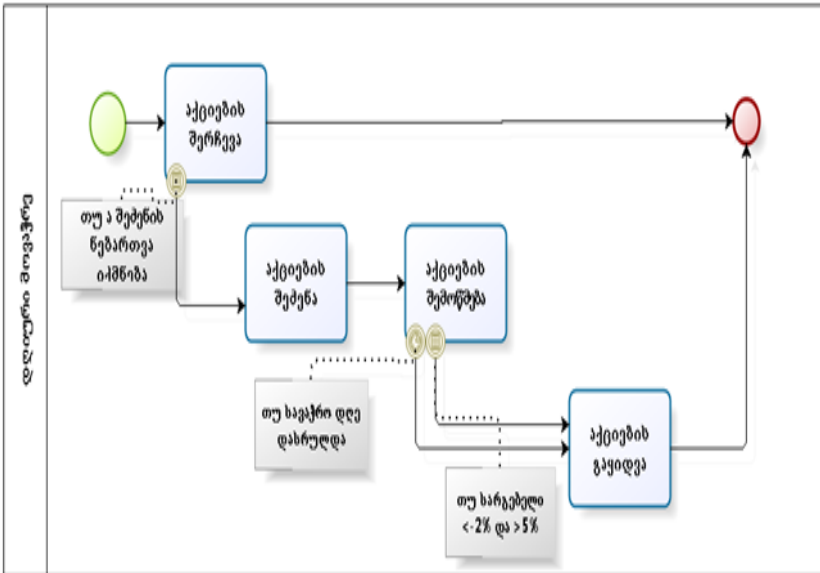 აქციების
შერჩევა
თუ ა შეძენის
ნებართვა
იქმნება
აქციების
შეძენა
აქციების
შემოწმება
თუ სავაჭრო დღე
დასრულდა
აქციების
გაყიდვა
თუ სარგებელი
<-2% და >5%